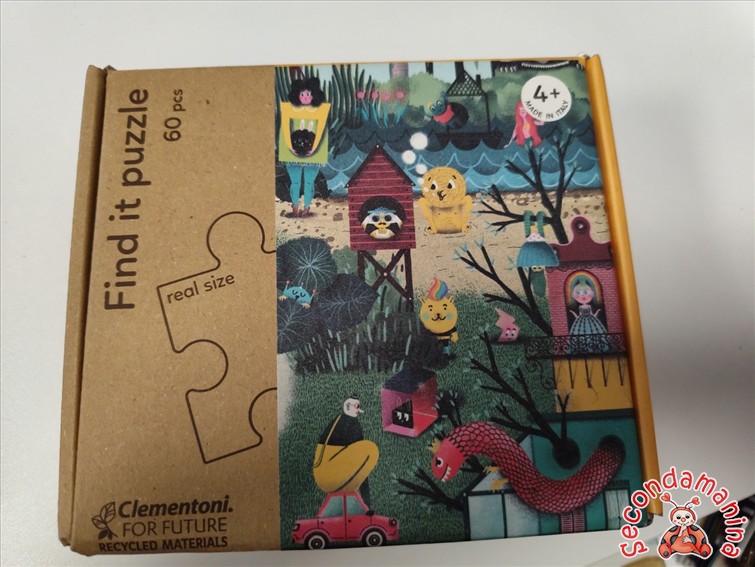 Find it puzzle
60 pcs
real size
4+
MADE IN ITALY
Clementoni.
FOR FUTURE
RECYCLED MATERIALS
secondamanina